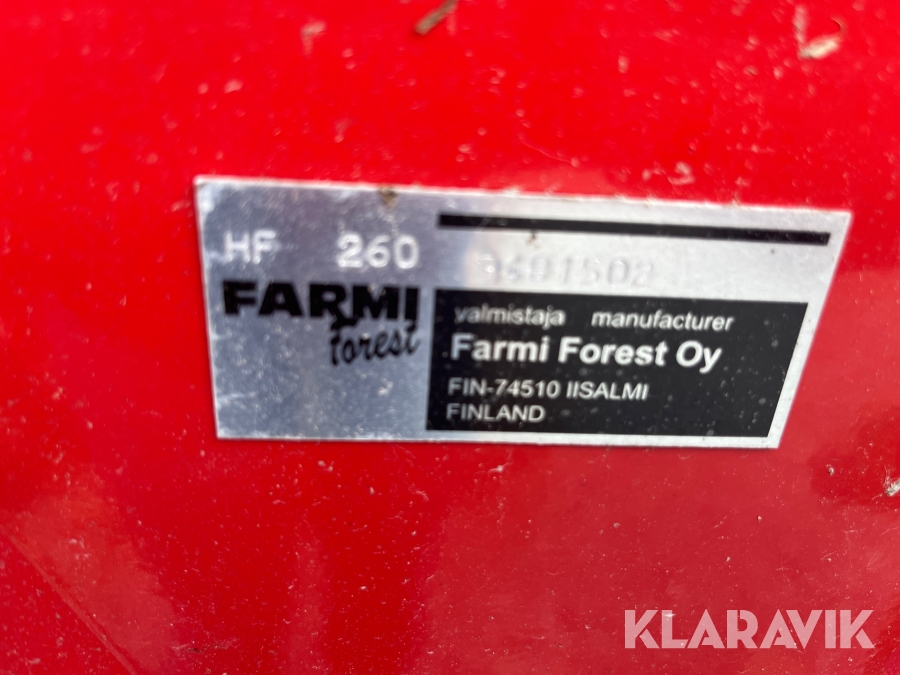 HF 260
FARMI
forest
valmistaja manufacturer
Farmi Forest Oy
FIN-74510 IISALMI
FINLAND
KLARAVIK